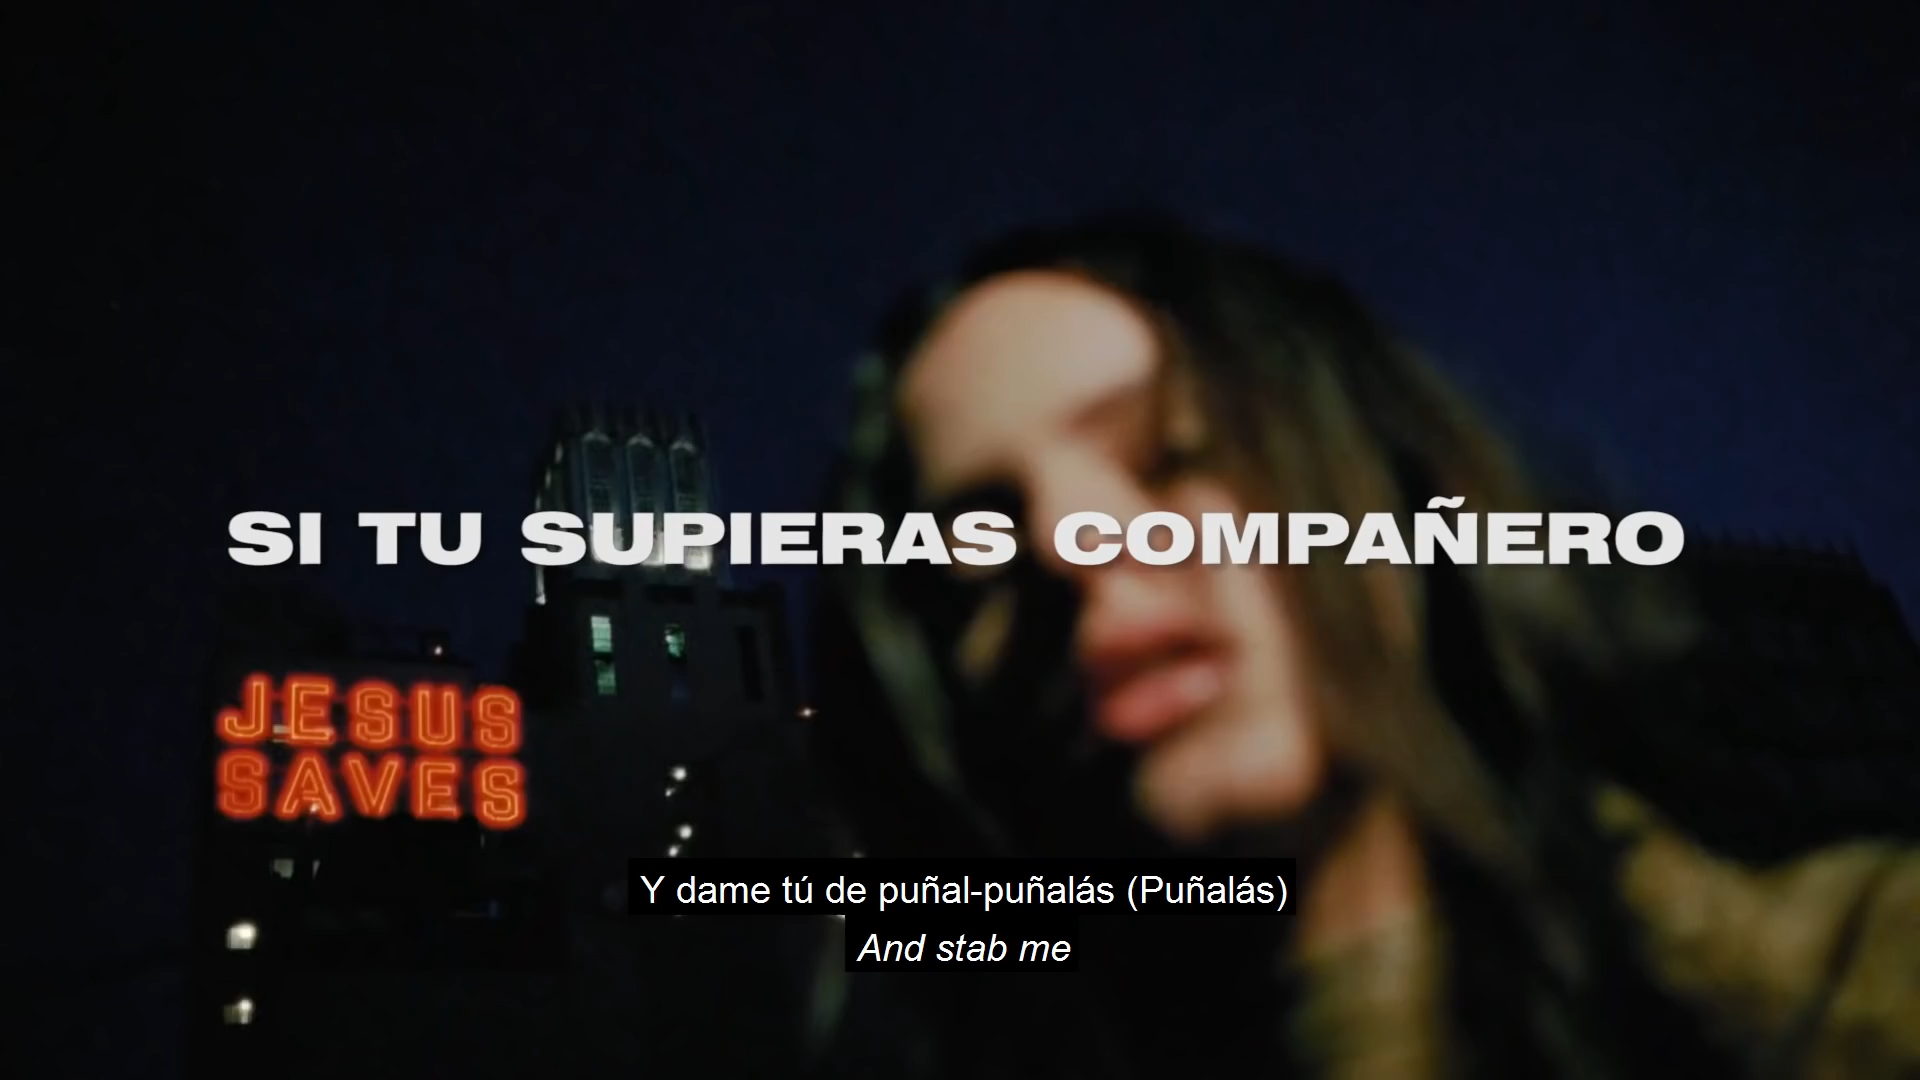 SI TU SUPIERAS COMPAÑERO
JESUS
SAVES
Y dame tú de puñal-puñalás (Puñalás)
And stab me